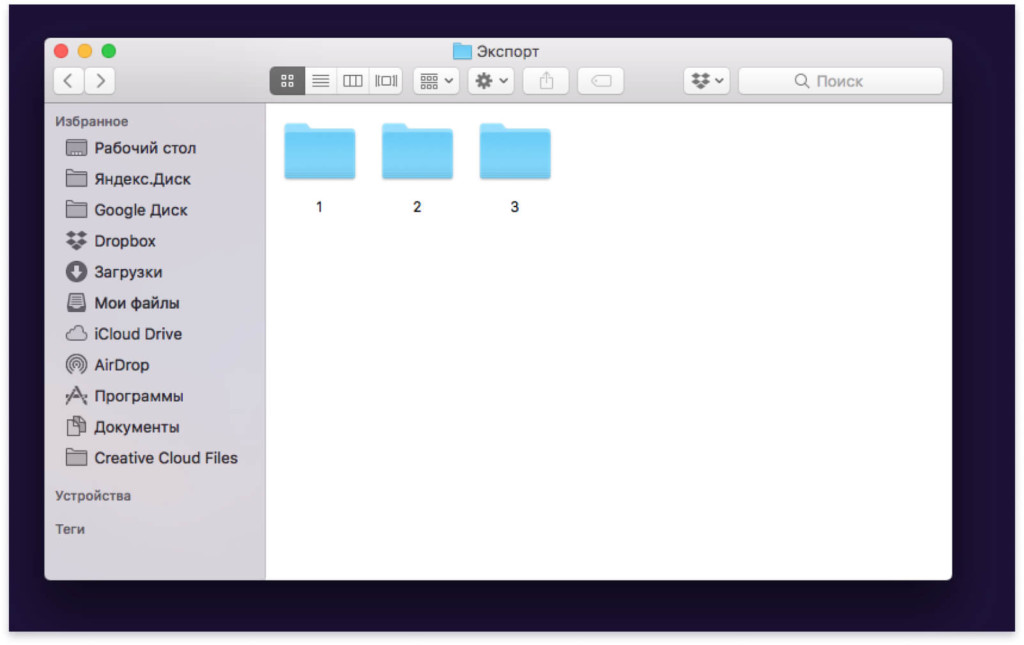 Экспорт
Поиск
Избранное
Рабочий стол
Яндекс.Диск
Google Диск
Dropbox
Загрузки
Мои файлы
iCloud Drive
AirDrop
Программы
Документы
Creative Cloud Files
Устройства
Теги
1 2 3